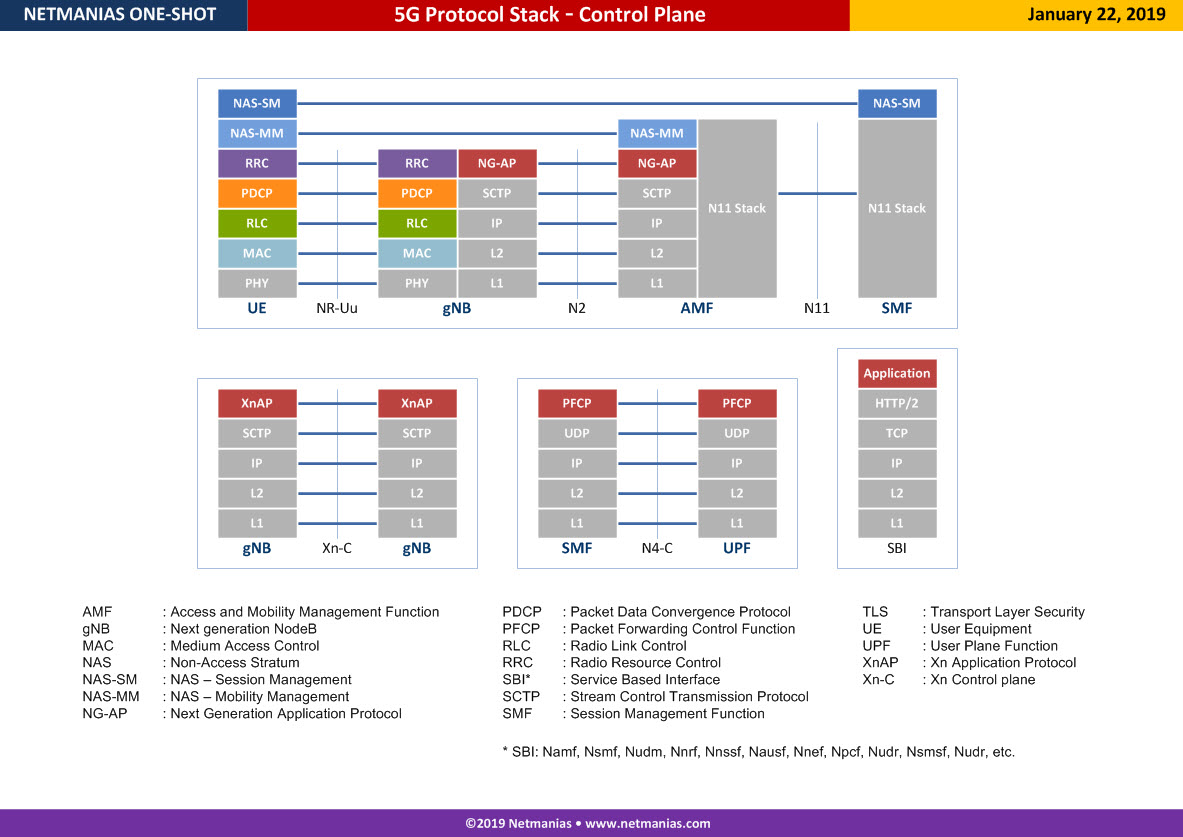 NETMANIAS ONE-SHOT
5G Protocol Stack - Control Plane
January 22, 2019
NAS-SM NAS-SM
NAS-MM NAS-MM
RRC RRC NG-AP NG-AP
PDCP PDCP SCTP SCTP
N11 Stack N11 Stack
RLC RLC IP IP
MAC MAC L2 L2
PHY PHY L1 L1
UE NR-Uu gNB N2 AMF N11 SMF
XnAP XnAP
SCTP SCTP
IP IP
L2 L2
L1 L1
gNB Xn-C gNB
PFCP PFCP
UDP UDP
IP IP
L2 L2
L1 L1
SMF N4-C UPF
Application
HTTP/2
TCP
IP
L2
L1
SBI
AMF : Access and Mobility Management Function
gNB : Next generation NodeB
MAC : Medium Access Control
NAS : Non-Access Stratum
NAS-SM : NAS – Session Management
NAS-MM : NAS – Mobility Management
NG-AP : Next Generation Application Protocol
PDCP : Packet Data Convergence Protocol
PFCP : Packet Forwarding Control Function
RLC : Radio Link Control
RRC : Radio Resource Control
SBI* : Service Based Interface
SCTP : Stream Control Transmission Protocol
SMF : Session Management Function
TLS : Transport Layer Security
UE : User Equipment
UPF : User Plane Function
XnAP : Xn Application Protocol
Xn-C : Xn Control plane
* SBI: Namf, Nsmf, Nudm, Nnrf, Nnssf, Nausf, Nnef, Npcf, Nudr, Nsmsf, Nudr, etc.
©2019 Netmanias • www.netmanias.com